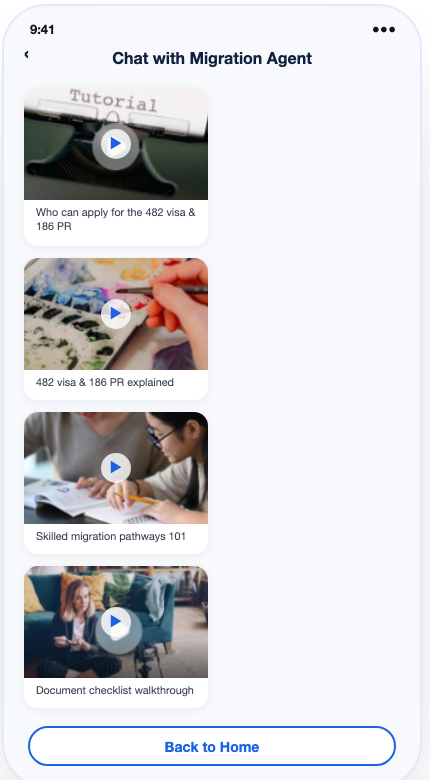 9:41
Chat with Migration Agent
Tutorial
Who can apply for the 482 visa &
186 PR
482 visa & 186 PR explained
Skilled migration pathways 101
Document checklist walkthrough
Back to Home